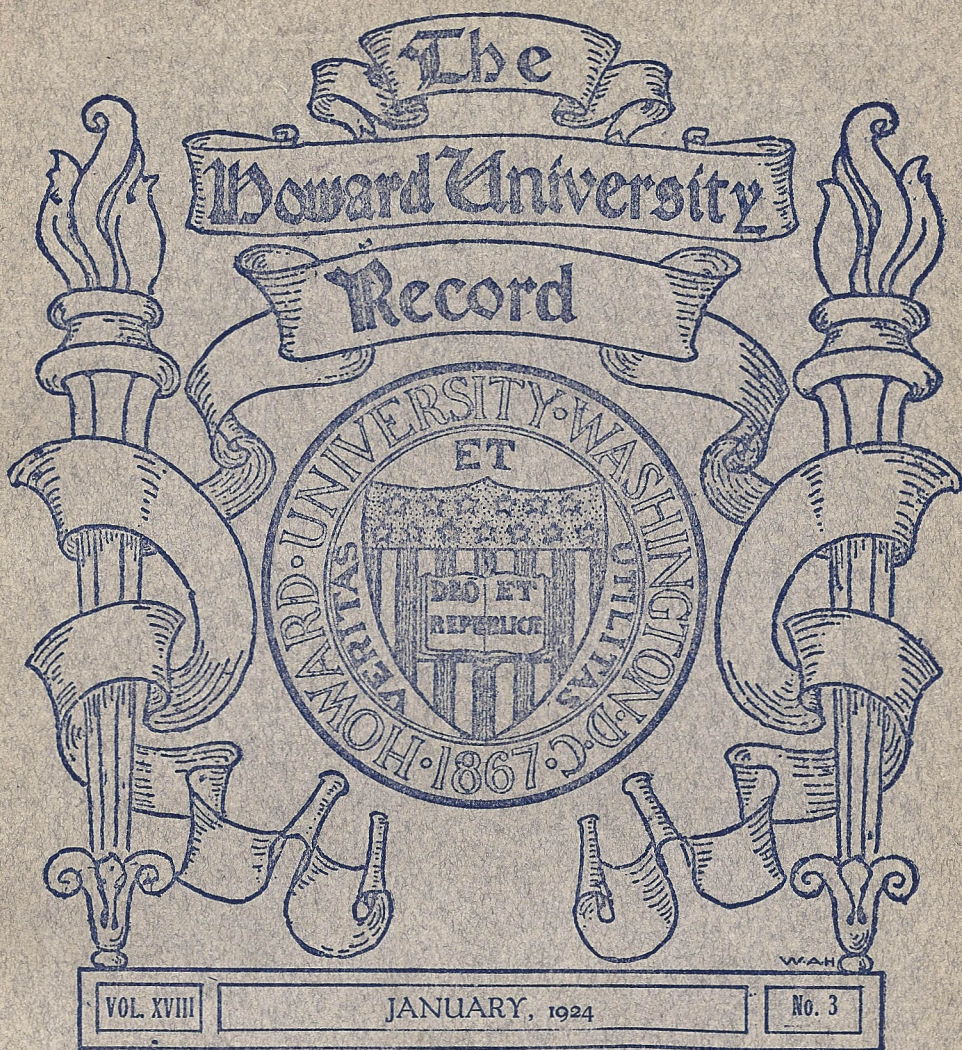 The
Howard University
Record
HOWARD · UNIVERSITY · WASHINGTON · D · C ·
1867
ET
VERITAS
UTILITAS
DEO ET
REPUBLICÆ
W.A.H
VOL. XVIII
JANUARY, 1924
No. 3